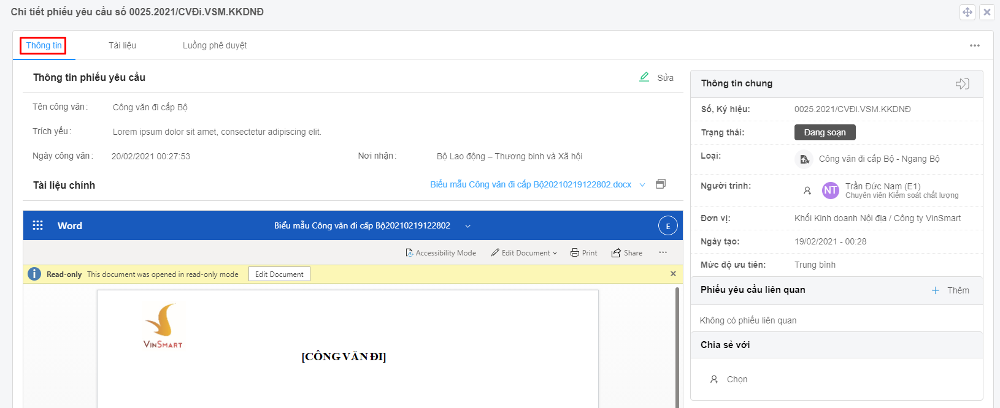 Chi tiết phiếu yêu cầu số 0025.2021/CVĐi.VSM.KKDNĐ
Thông tin
Tài liệu
Luồng phê duyệt
Thông tin phiếu yêu cầu
Sửa
Tên công văn:
Công văn đi cấp Bộ
Trích yếu:
Lorem ipsum dolor sit amet, consectetur adipiscing elit.
Ngày công văn:
20/02/2021 00:27:53
Nơi nhận:
Bộ Lao động – Thương binh và Xã hội
Tài liệu chính
Biểu mẫu Công văn đi cấp Bộ20210219122802.docx
Word
Biểu mẫu Công văn đi cấp Bộ20210219122802
E
Accessibility Mode
Edit Document
Print
Share
Read-only
This document was opened in read-only mode
Edit Document
VINSMART
[CÔNG VĂN ĐI]
Thông tin chung
Số, Ký hiệu:
0025.2021/CVĐi.VSM.KKDNĐ
Trạng thái:
Đang soạn
Loại:
Công văn đi cấp Bộ - Ngang Bộ
Người trình:
NT
Trần Đức Nam (E1)
Chuyên viên Kiểm soát chất lượng
Đơn vị:
Khối Kinh doanh Nội địa / Công ty VinSmart
Ngày tạo:
19/02/2021 - 00:28
Mức độ ưu tiên:
Trung bình
Phiếu yêu cầu liên quan
Thêm
Không có phiếu liên quan
Chia sẻ với
Chọn